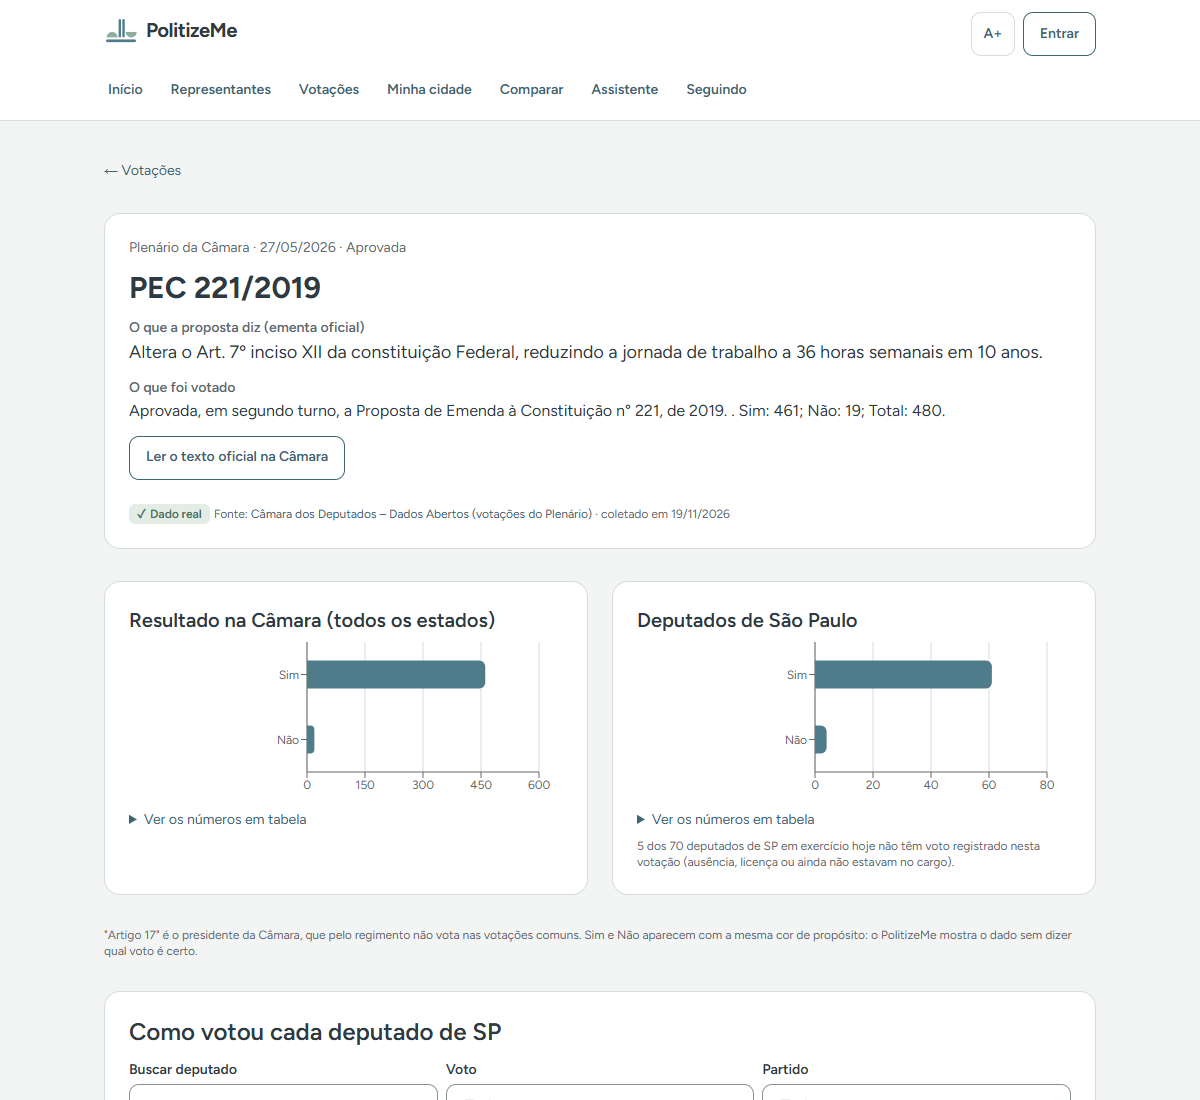 PolitizeMe
A+
Entrar
Início
Representantes
Votações
Minha cidade
Comparar
Assistente
Seguindo
← Votações
Plenário da Câmara · 27/05/2026 · Aprovada
PEC 221/2019
O que a proposta diz (ementa oficial)
Altera o Art. 7º inciso XII da constituição Federal, reduzindo a jornada de trabalho a 36 horas semanais em 10 anos.
O que foi votado
Aprovada, em segundo turno, a Proposta de Emenda à Constituição n° 221, de 2019. . Sim: 461; Não: 19; Total: 480.
Ler o texto oficial na Câmara
✓ Dado real Fonte: Câmara dos Deputados – Dados Abertos (votações do Plenário) · coletado em 19/11/2026
Resultado na Câmara (todos os estados)
Sim
Não
0 150 300 450 600
▶ Ver os números em tabela
Deputados de São Paulo
Sim
Não
0 20 40 60 80
▶ Ver os números em tabela
5 dos 70 deputados de SP em exercício hoje não têm voto registrado nesta
votação (ausência, licença ou ainda não estavam no cargo).
"Artigo 17" é o presidente da Câmara, que pelo regimento não vota nas votações comuns. Sim e Não aparecem com a mesma cor de propósito: o PolitizeMe mostra o dado sem dizer
qual voto é certo.
Como votou cada deputado de SP
Buscar deputado
Voto
Partido